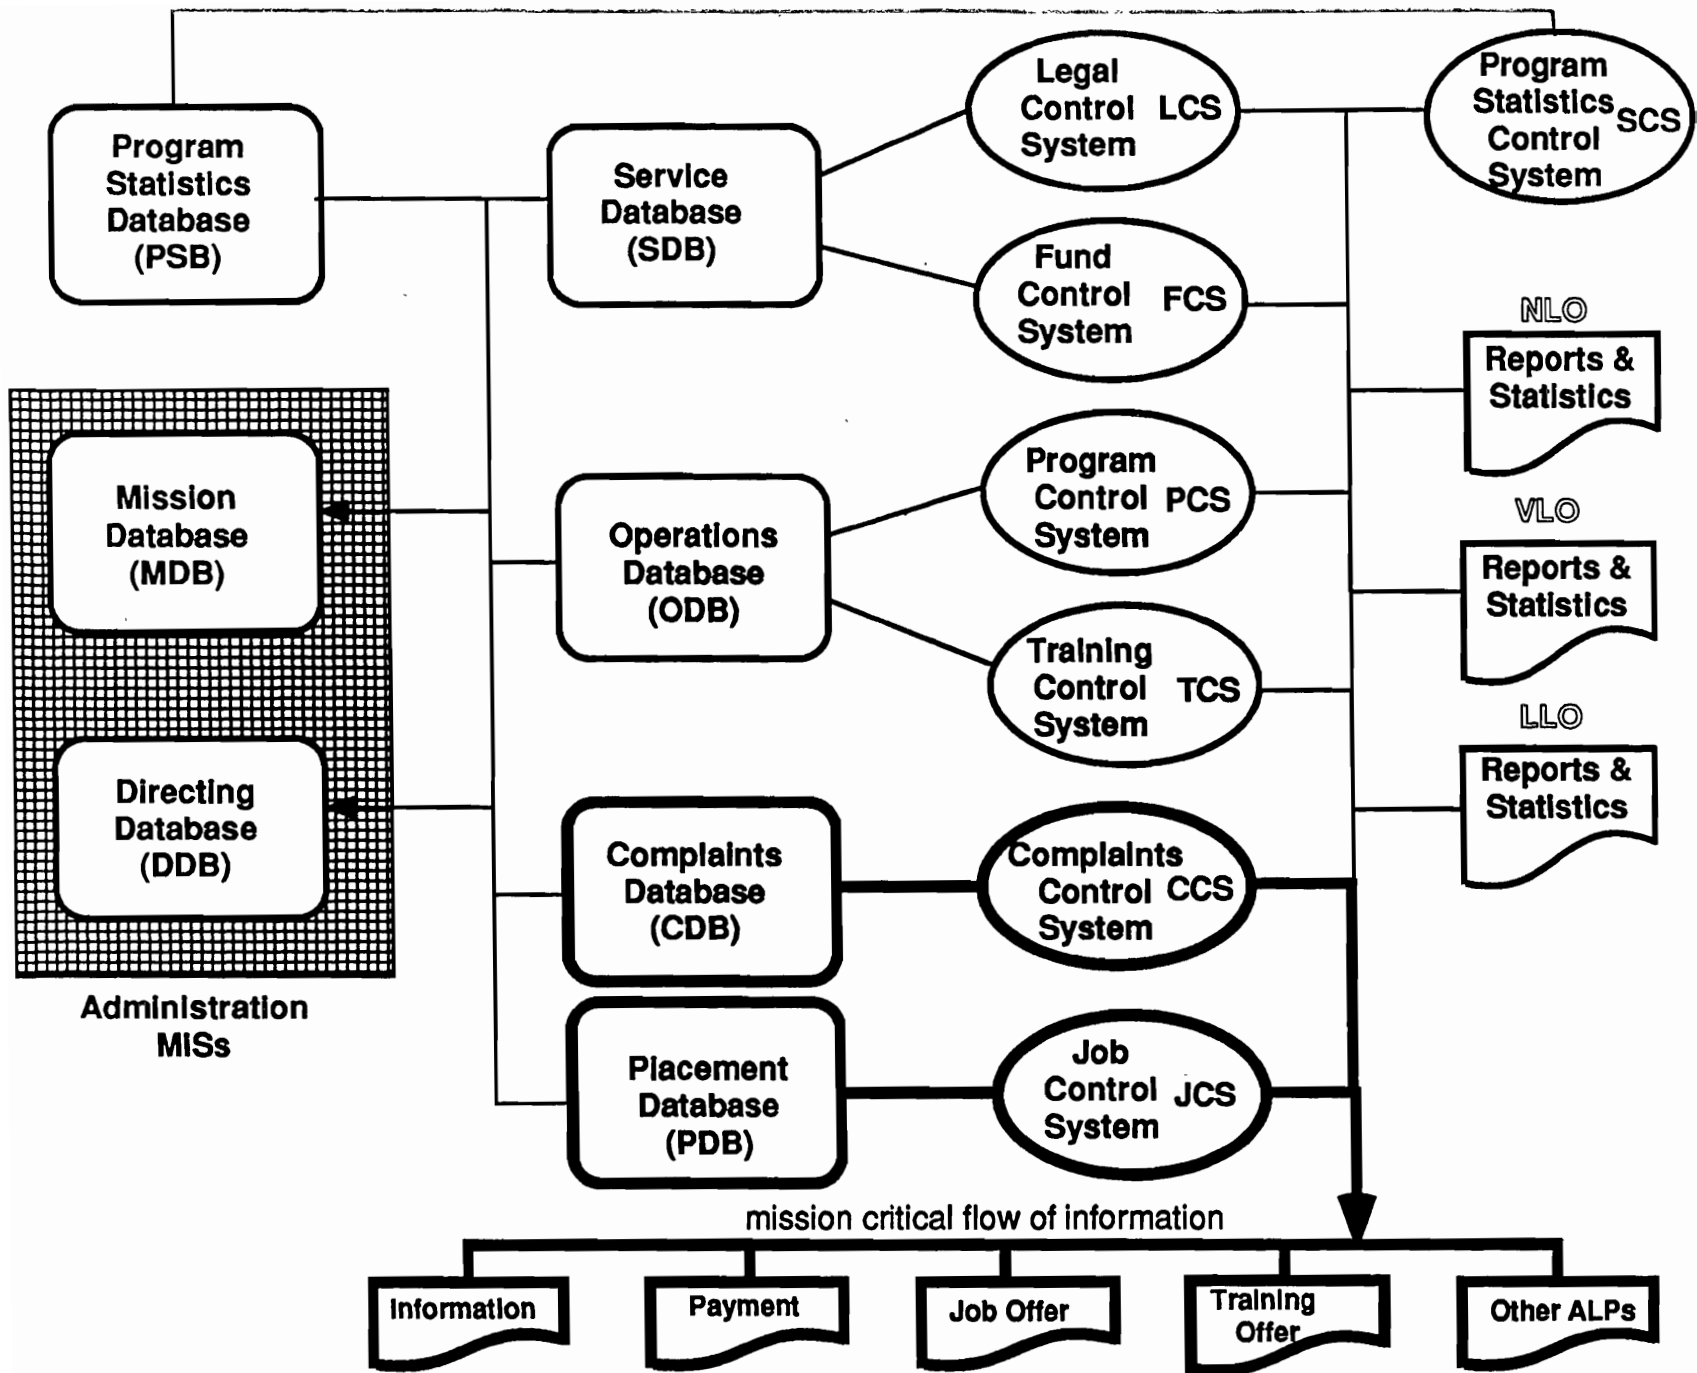 Program
Statistics
Database
(PSB)
Service
Database
(SDB)
Legal
Control LCS
System
Program
Statistics SCS
Control
System
Fund
Control FCS
System
NLO
Reports &
Statistics
Mission
Database
(MDB)
Operations
Database
(ODB)
Program
Control PCS
System
VLO
Reports &
Statistics
Training
Control TCS
System
LLO
Reports &
Statistics
Directing
Database
(DDB)
Administration
MISs
Complaints
Database
(CDB)
Complaints
Control CCS
System
Placement
Database
(PDB)
Job
Control JCS
System
mission critical flow of information
Information
Payment
Job Offer
Training
Offer
Other ALPs